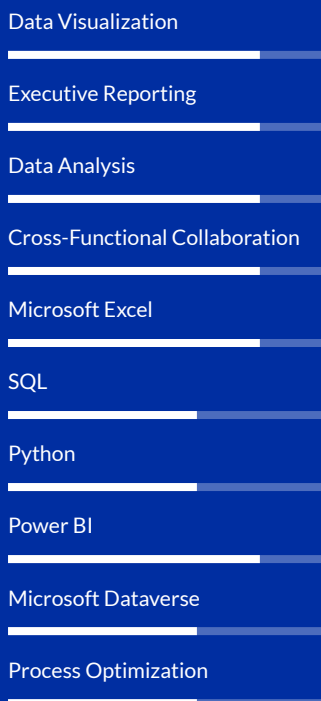 Data Visualization
Executive Reporting
Data Analysis
Cross-Functional Collaboration
Microsoft Excel
SQL
Python
Power BI
Microsoft Dataverse
Process Optimization